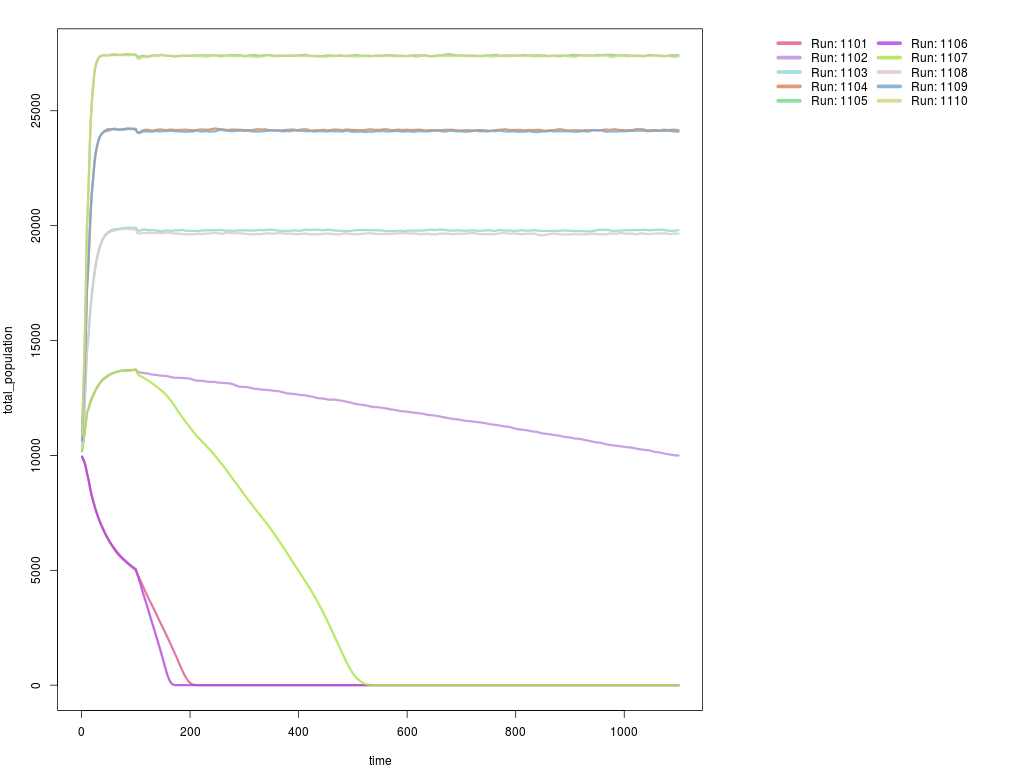 Run: 1101
Run: 1102
Run: 1103
Run: 1104
Run: 1105
Run: 1106
Run: 1107
Run: 1108
Run: 1109
Run: 1110
total_population
25000
20000
15000
10000
5000
0
0 200 400 600 800 1000
time